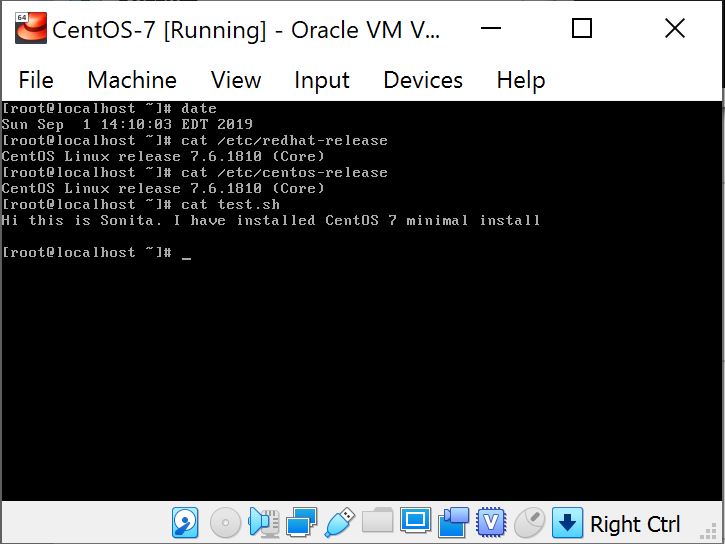 64
CentOS-7 [Running] - Oracle VM V...
File Machine View Input Devices Help
[root@localhost ~]# date
Sun Sep  1 14:10:03 EDT 2019
[root@localhost ~]# cat /etc/redhat-release
CentOS Linux release 7.6.1810 (Core)
[root@localhost ~]# cat /etc/centos-release
CentOS Linux release 7.6.1810 (Core)
[root@localhost ~]# cat test.sh
Hi this is Sonita. I have installed CentOS 7 minimal install
[root@localhost ~]# _
V Right Ctrl